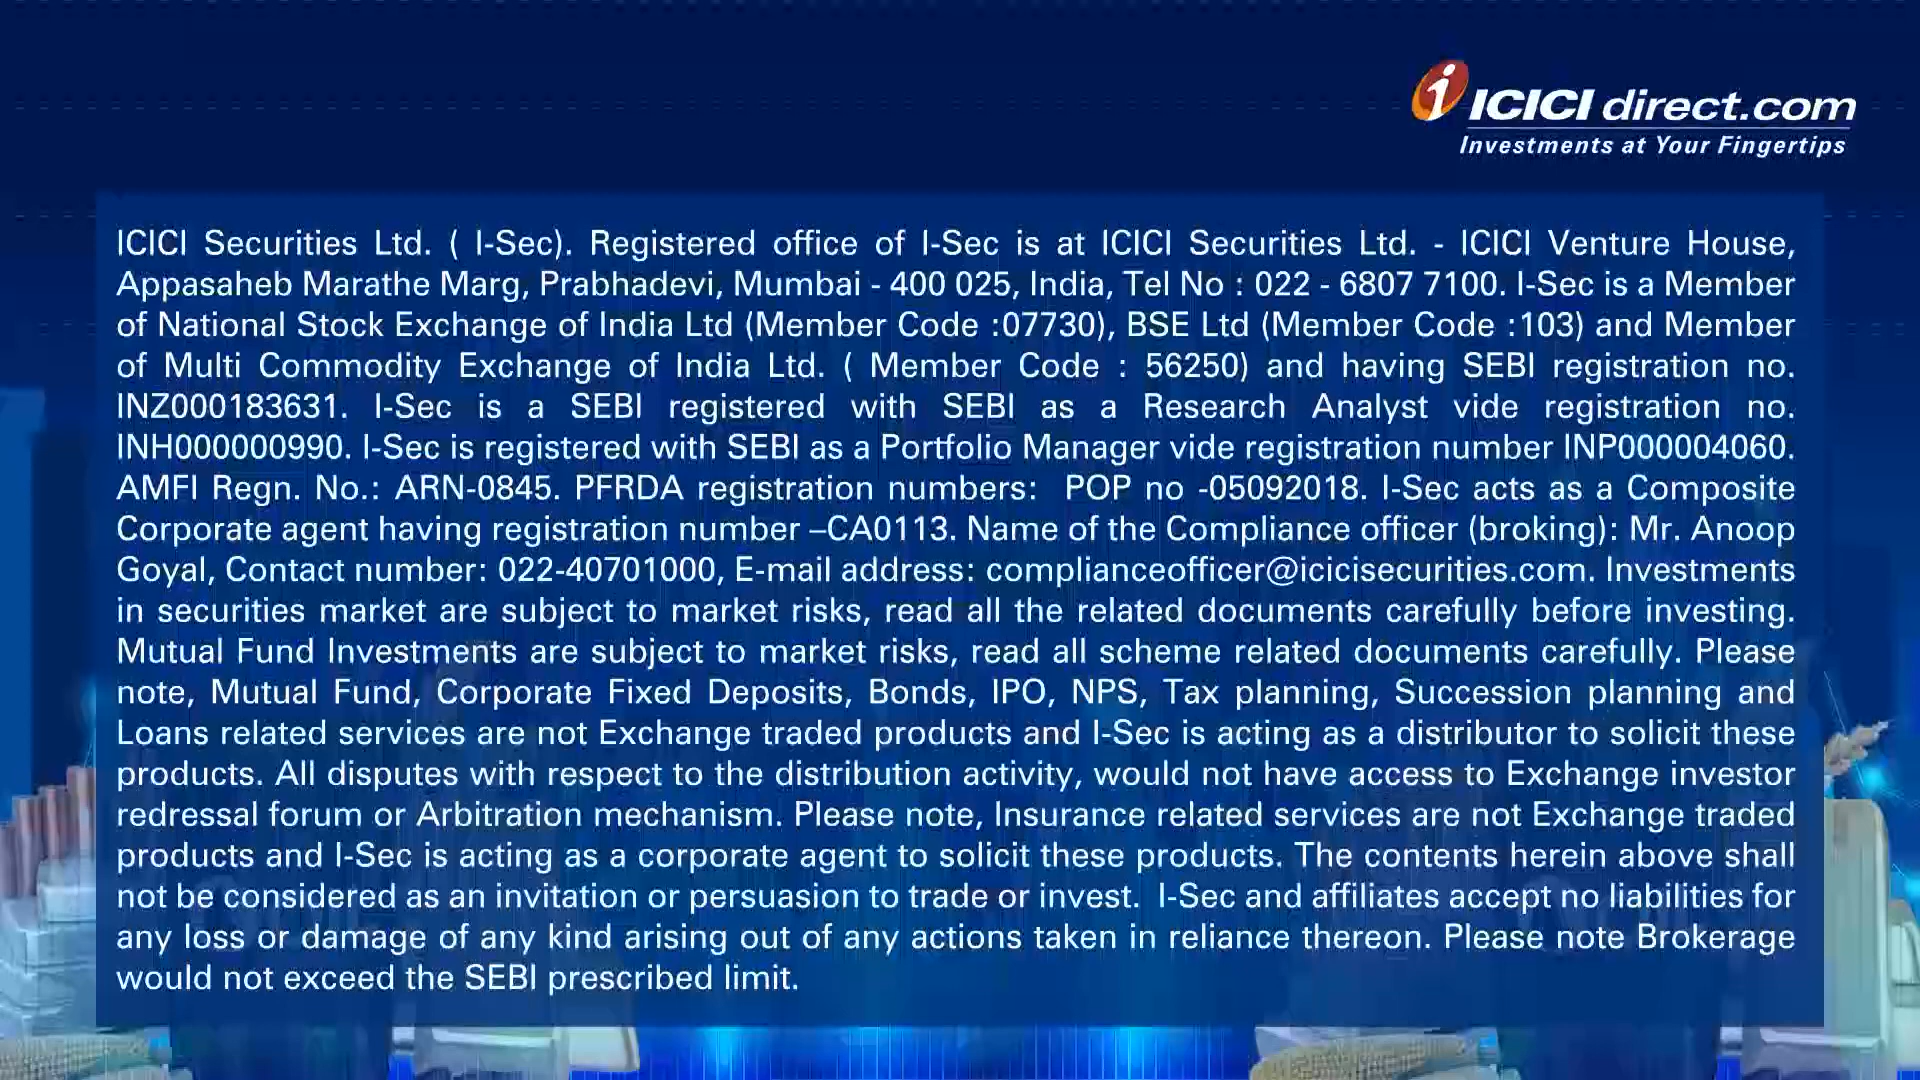 i ICICI direct.com
Investments at Your Fingertips
ICICI Securities Ltd. ( I-Sec). Registered office of I-Sec is at ICICI Securities Ltd. - ICICI Venture House,
Appasaheb Marathe Marg, Prabhadevi, Mumbai - 400 025, India, Tel No : 022 - 6807 7100. I-Sec is a Member
of National Stock Exchange of India Ltd (Member Code :07730), BSE Ltd (Member Code :103) and Member
of Multi Commodity Exchange of India Ltd. ( Member Code : 56250) and having SEBI registration no.
INZ000183631. I-Sec is a SEBI registered with SEBI as a Research Analyst vide registration no.
INH000000990. I-Sec is registered with SEBI as a Portfolio Manager vide registration number INP000004060.
AMFI Regn. No.: ARN-0845. PFRDA registration numbers:  POP no -05092018. I-Sec acts as a Composite
Corporate agent having registration number –CA0113. Name of the Compliance officer (broking): Mr. Anoop
Goyal, Contact number: 022-40701000, E-mail address: complianceofficer@icicisecurities.com. Investments
in securities market are subject to market risks, read all the related documents carefully before investing.
Mutual Fund Investments are subject to market risks, read all scheme related documents carefully. Please
note, Mutual Fund, Corporate Fixed Deposits, Bonds, IPO, NPS, Tax planning, Succession planning and
Loans related services are not Exchange traded products and I-Sec is acting as a distributor to solicit these
products. All disputes with respect to the distribution activity, would not have access to Exchange investor
redressal forum or Arbitration mechanism. Please note, Insurance related services are not Exchange traded
products and I-Sec is acting as a corporate agent to solicit these products. The contents herein above shall
not be considered as an invitation or persuasion to trade or invest.  I-Sec and affiliates accept no liabilities for
any loss or damage of any kind arising out of any actions taken in reliance thereon. Please note Brokerage
would not exceed the SEBI prescribed limit.